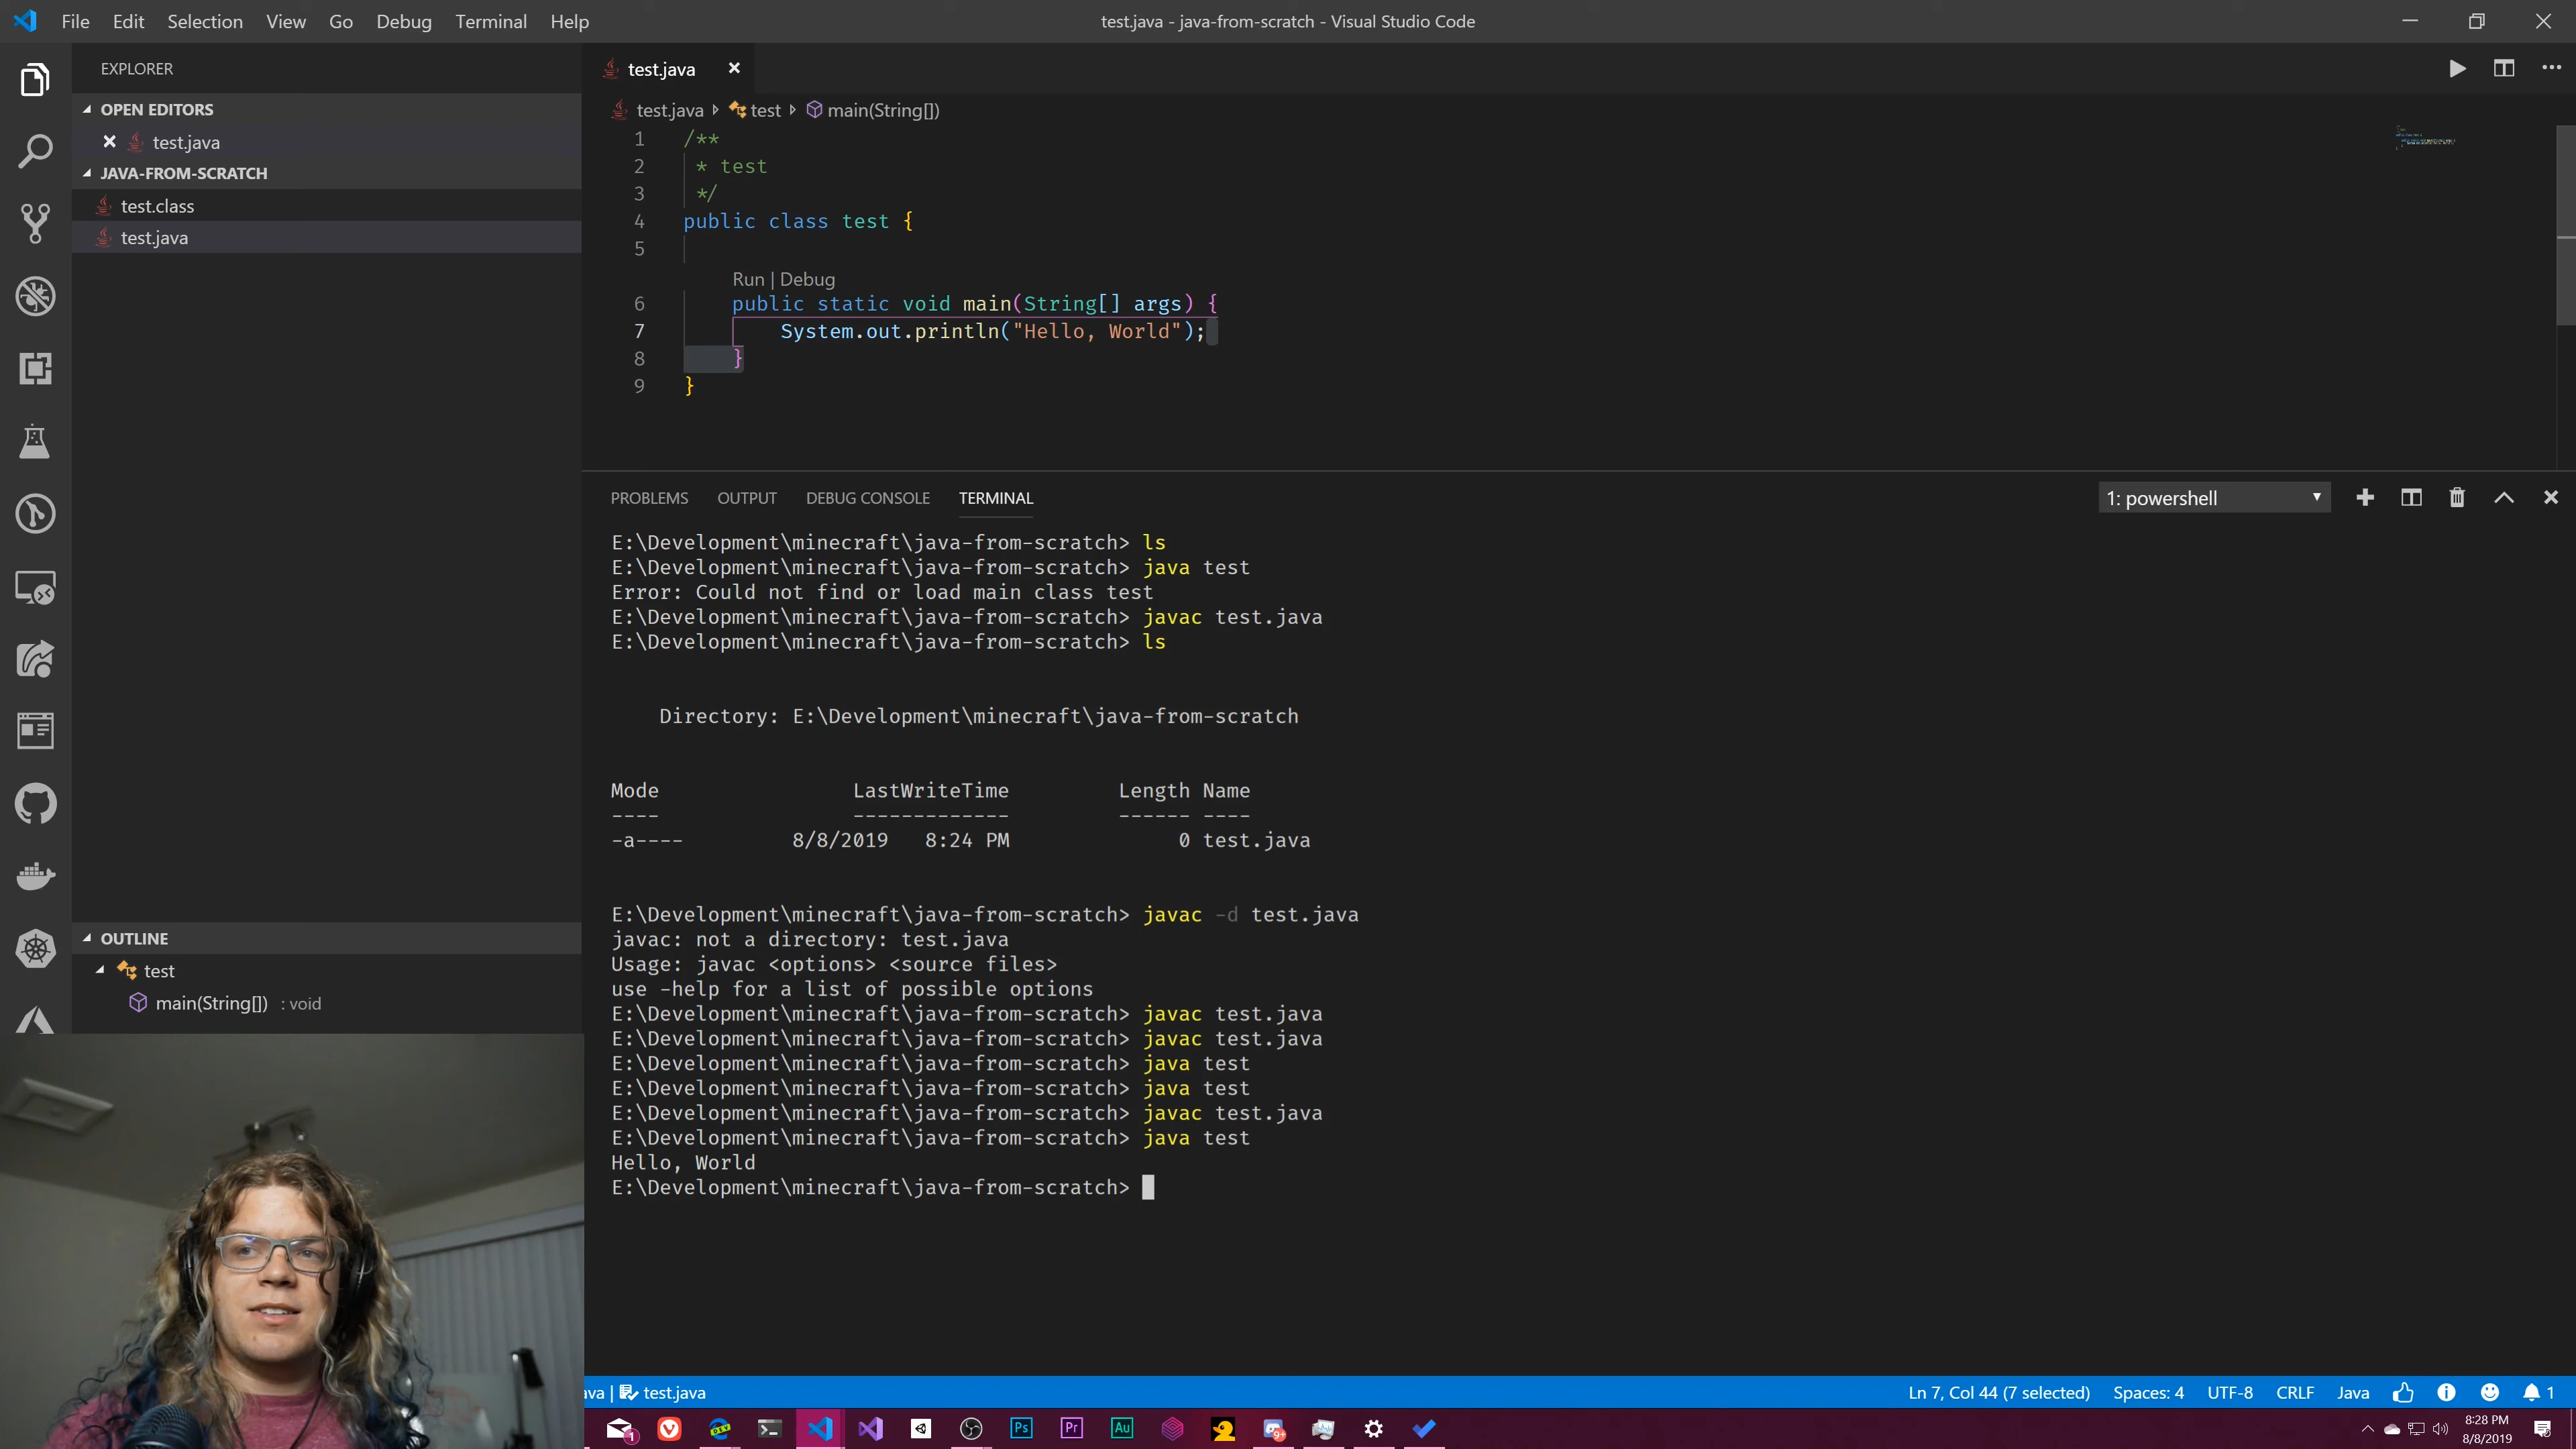 File Edit Selection View Go Debug Terminal Help
test.java - java-from-scratch - Visual Studio Code
EXPLORER
OPEN EDITORS
test.java
JAVA-FROM-SCRATCH
test.class
test.java
OUTLINE
test
main(String[]) : void
test.java
test.java test main(String[])
1 /**
2 * test
3 */
4 public class test {
5
Run | Debug
6 public static void main(String[] args) {
7 System.out.println("Hello, World");
8 }
9 }
PROBLEMS OUTPUT DEBUG CONSOLE TERMINAL
1: powershell
E:\Development\minecraft\java-from-scratch> ls
E:\Development\minecraft\java-from-scratch> java test
Error: Could not find or load main class test
E:\Development\minecraft\java-from-scratch> javac test.java
E:\Development\minecraft\java-from-scratch> ls
Directory: E:\Development\minecraft\java-from-scratch
Mode LastWriteTime Length Name
---- ------------- ------ ----
-a---- 8/8/2019 8:24 PM 0 test.java
E:\Development\minecraft\java-from-scratch> javac -d test.java
javac: not a directory: test.java
Usage: javac <options> <source files>
use -help for a list of possible options
E:\Development\minecraft\java-from-scratch> javac test.java
E:\Development\minecraft\java-from-scratch> javac test.java
E:\Development\minecraft\java-from-scratch> java test
E:\Development\minecraft\java-from-scratch> java test
E:\Development\minecraft\java-from-scratch> javac test.java
E:\Development\minecraft\java-from-scratch> java test
Hello, World
E:\Development\minecraft\java-from-scratch>
ava | test.java
Ln 7, Col 44 (7 selected) Spaces: 4 UTF-8 CRLF Java 1
1 DEV Ps Pr Au 9+
8:28 PM
8/8/2019